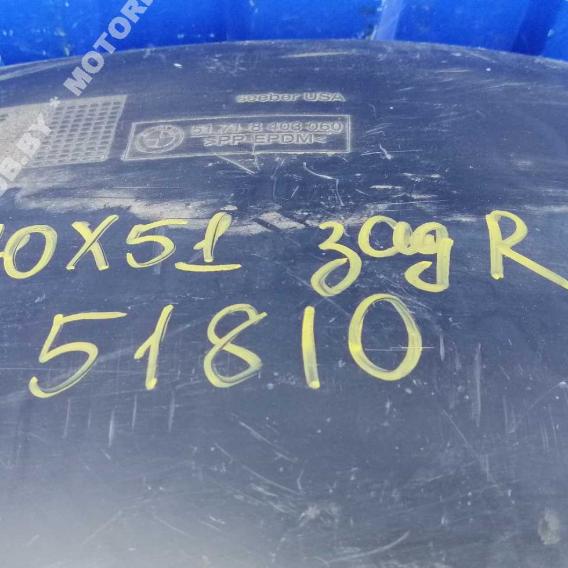 seeber USA
51.71-8 403 060
>PP-EPDM<
0X51 зад R
51810